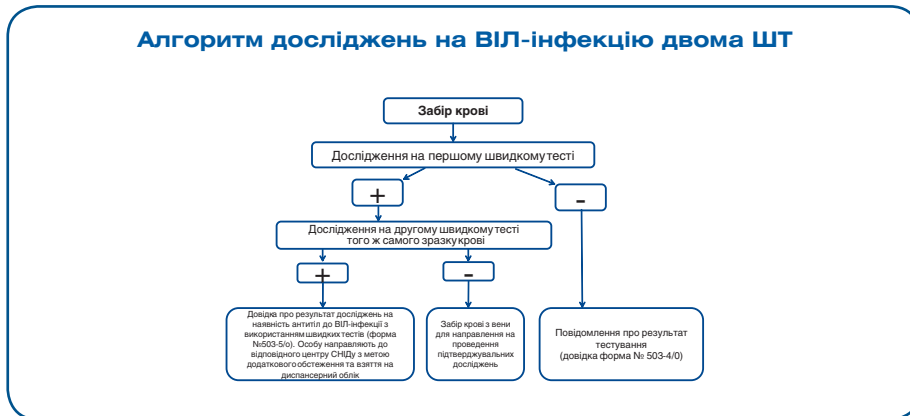 Алгоритм досліджень на ВІЛ-інфекцію двома ШТ
Забір крові
Дослідження на першому швидкому тесті
+
-
Дослідження на другому швидкому тесті
того ж самого зразку крові
+
-
Довідка про результат досліджень на
наявність антитіл до ВІЛ-інфекції з
використанням швидких тестів (форма
№503-5/о). Особу направляють до
відповідного центру СНІДу з метою
додаткового обстеження та взяття на
диспансерний облік
Забір крові з вени
для направлення на
проведення
підтверджувальних
досліджень
Повідомлення про результат
тестування
(довідка форма № 503-4/0)